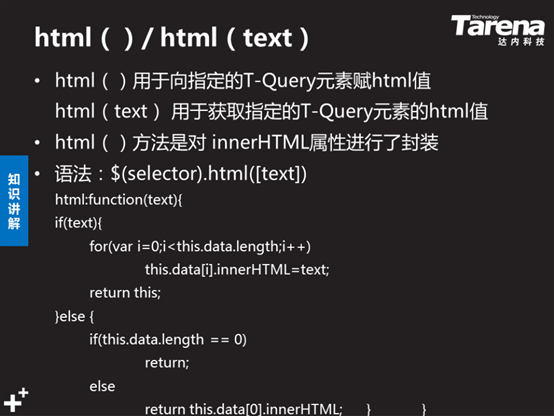 html（ ）/ html（text）
Technology
Tarena
达内科技
• html（ ）用于向指定的T-Query元素赋html值
html（text） 用于获取指定的T-Query元素的html值
• html（ ）方法是对 innerHTML属性进行了封装
• 语法：$(selector).html([text])
知识讲解
html:function(text){
if(text){
for(var i=0;i<this.data.length;i++)
this.data[i].innerHTML=text;
return this;
}else {
if(this.data.length == 0)
return;
else
return this.data[0].innerHTML; } }